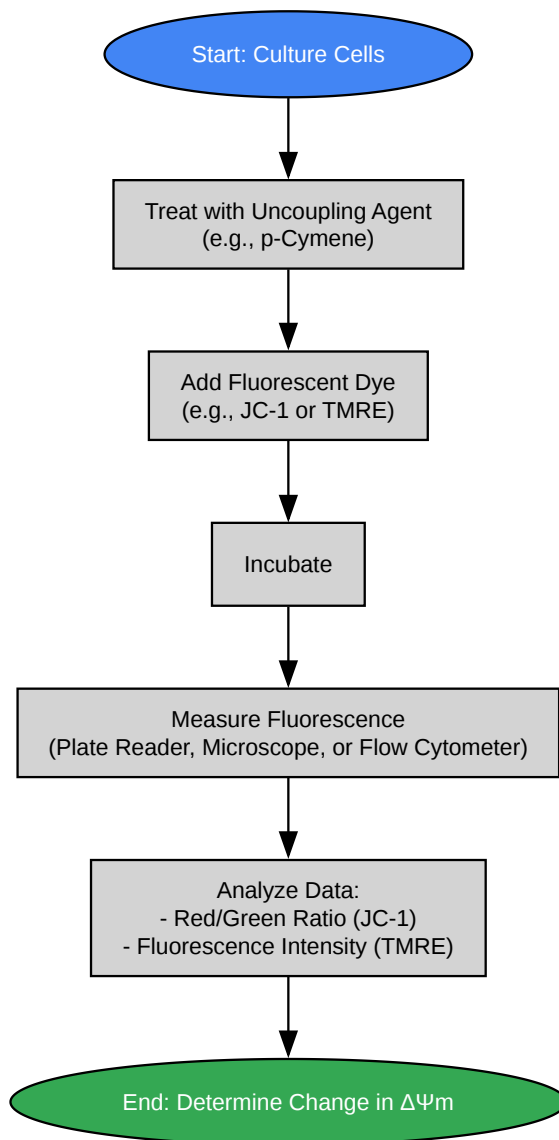 Start: Culture Cells
Treat with Uncoupling Agent
(e.g., p-Cymene)
Add Fluorescent Dye
(e.g., JC-1 or TMRE)
Incubate
Measure Fluorescence
(Plate Reader, Microscope, or Flow Cytometer)
Analyze Data:
- Red/Green Ratio (JC-1)
- Fluorescence Intensity (TMRE)
End: Determine Change in ΔΨm